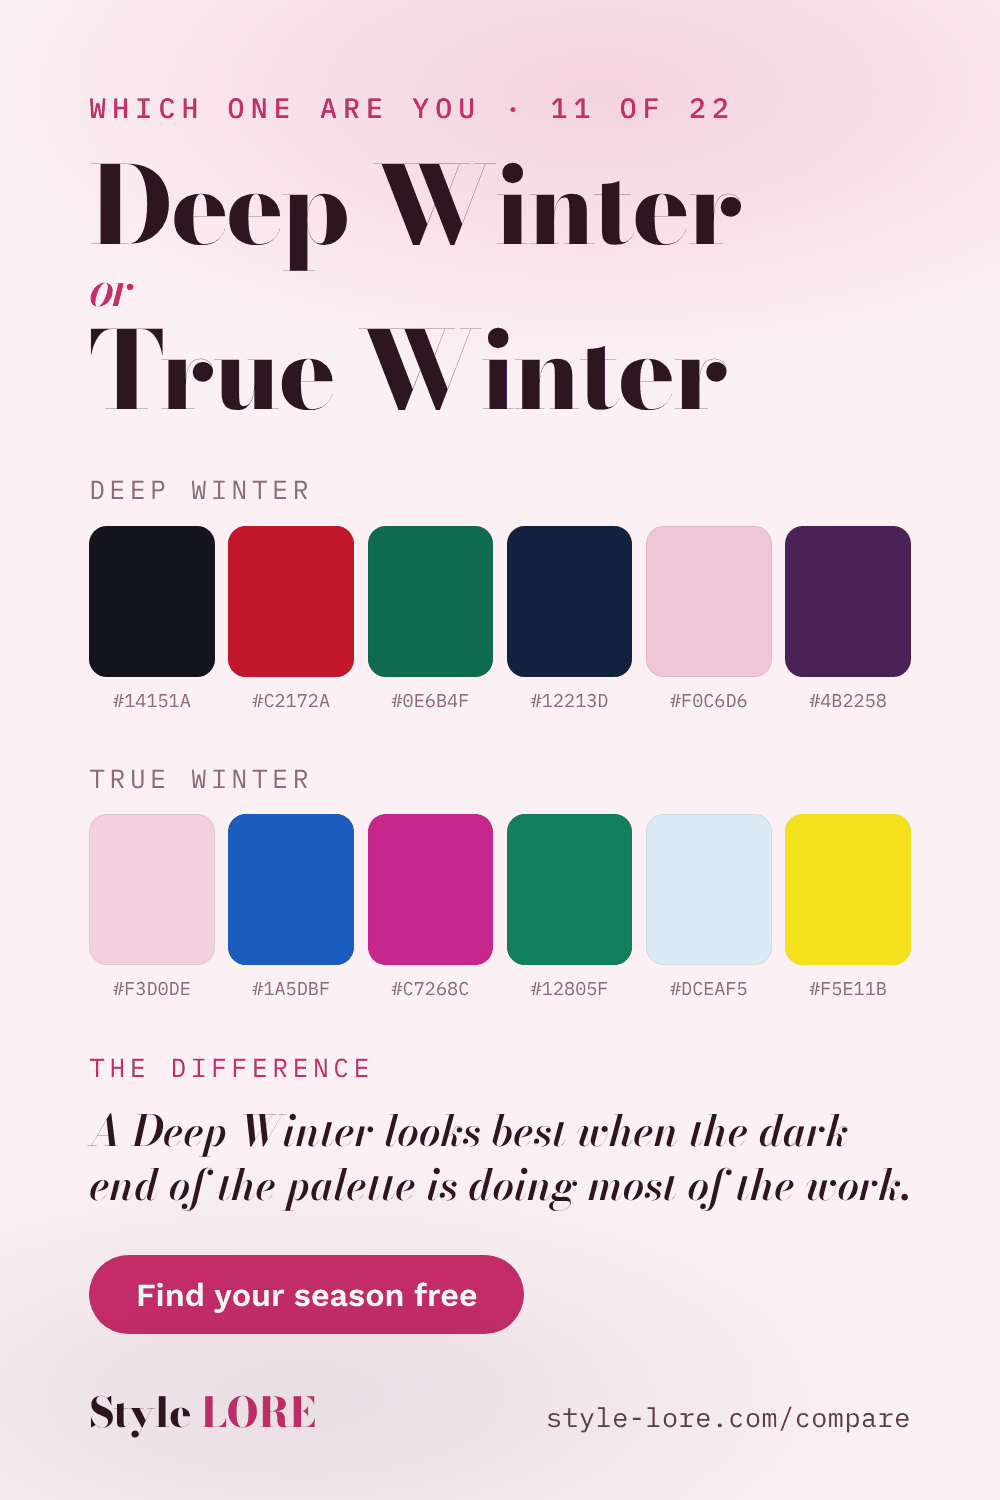 WHICH ONE ARE YOU · 11 OF 22
Deep Winter
or
True Winter
DEEP WINTER
#14151A #C2172A #0E6B4F #12213D #F0C6D6 #4B2258
TRUE WINTER
#F3D0DE #1A5DBF #C7268C #12805F #DCEAF5 #F5E11B
THE DIFFERENCE
A Deep Winter looks best when the dark
end of the palette is doing most of the work.
Find your season free
Style LORE
style-lore.com/compare